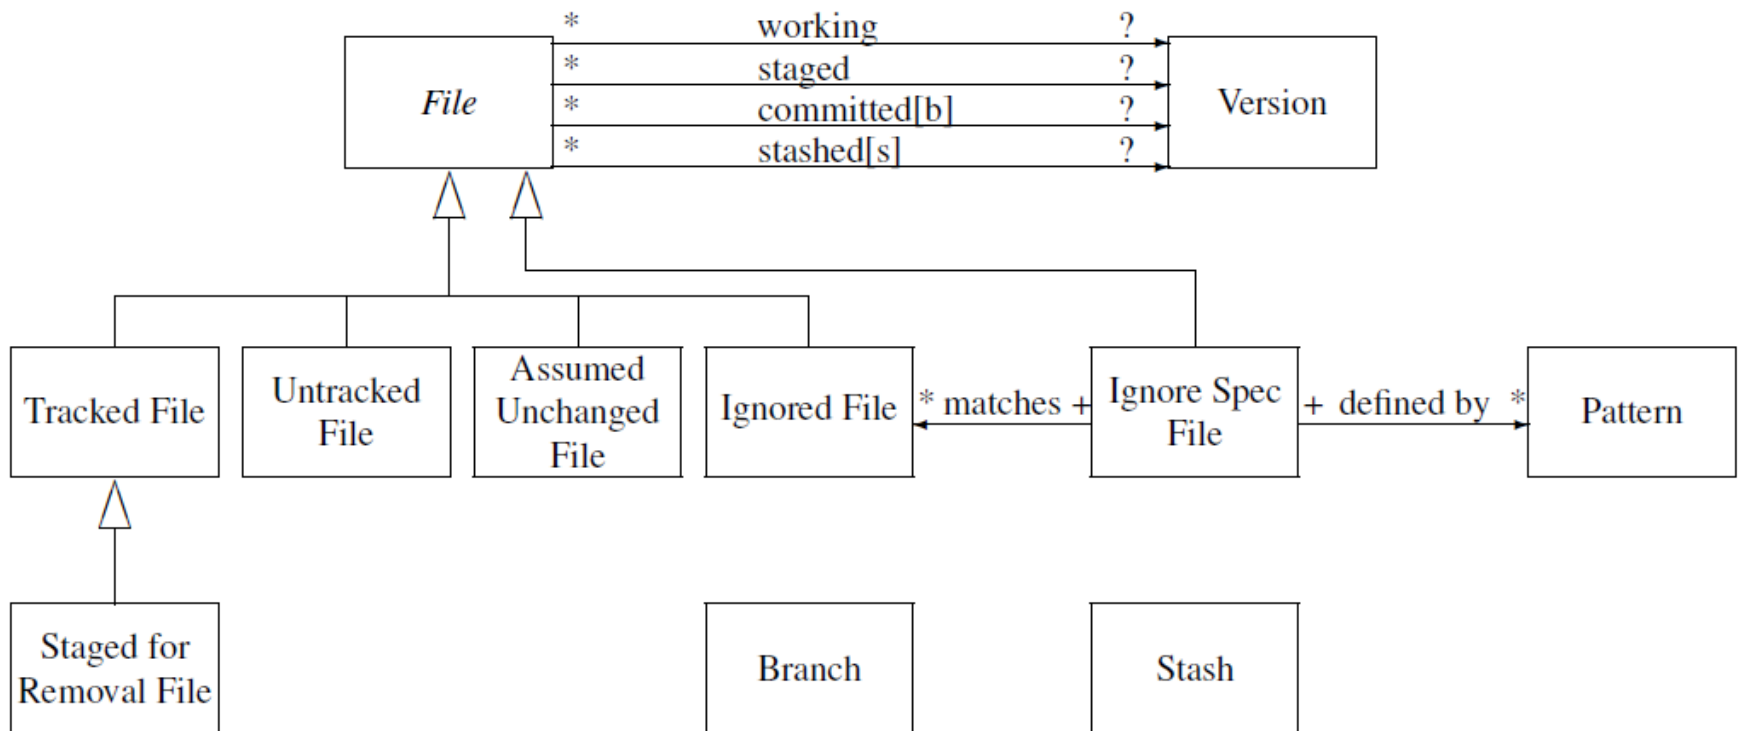 * working ?
* staged ?
* committed[b] ?
* stashed[s] ?
File
Version
Tracked File
Untracked
File
Assumed
Unchanged
File
Ignored File
* matches +
Ignore Spec
File
+ defined by *
Pattern
Staged for
Removal File
Branch
Stash